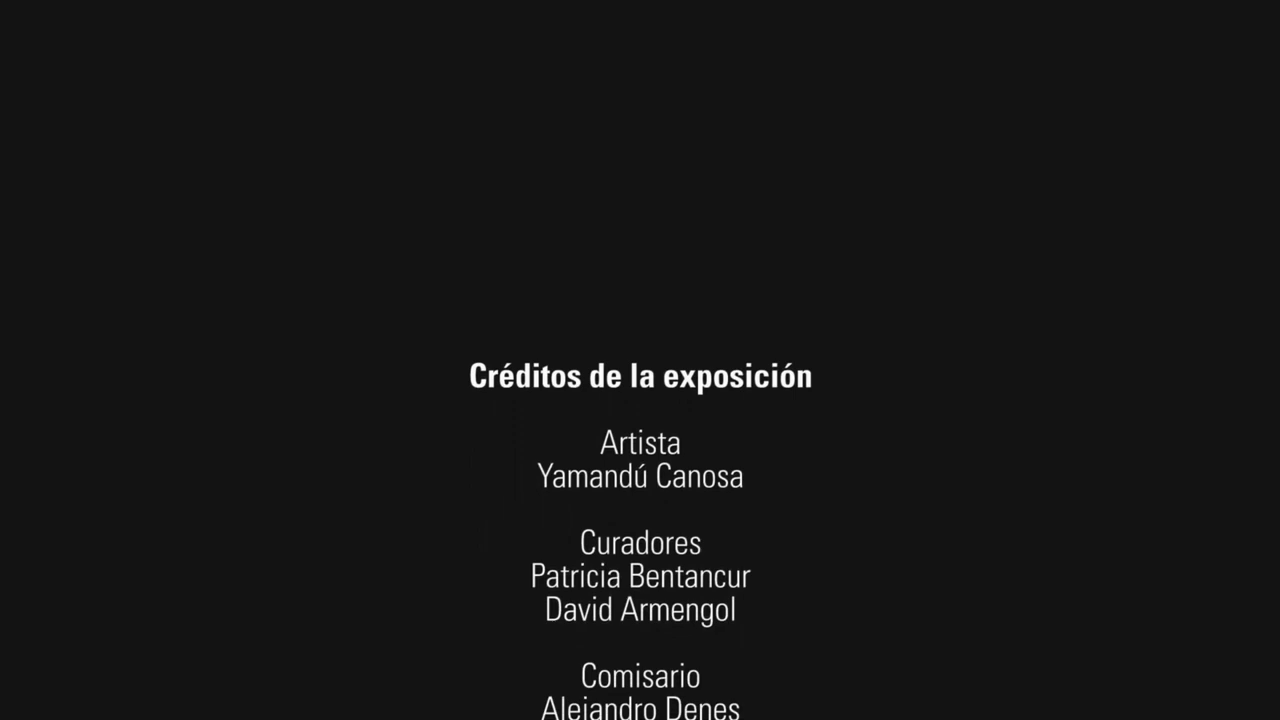 Créditos de la exposición
Artista
Yamandú Canosa
Curadores
Patricia Bentancur
David Armengol
Comisario
Alejandro Denes